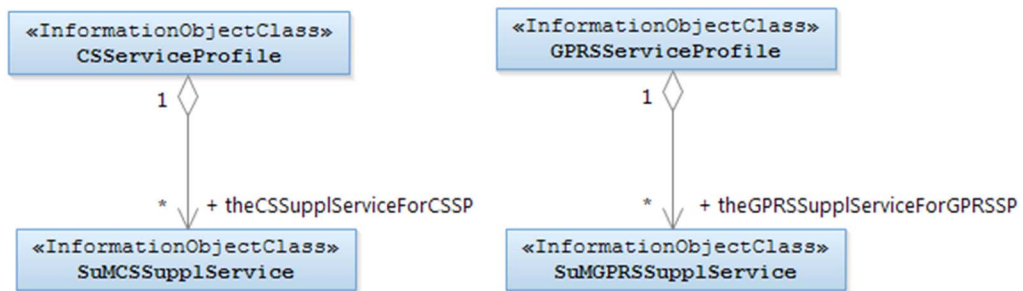 «InformationObjectClass»
CSServiceProfile
1
* + theCSSupplServiceForCSSP
«InformationObjectClass»
SuMCSSupplService
«InformationObjectClass»
GPRSServiceProfile
1
* + theGPRSSupplServiceForGPRSSP
«InformationObjectClass»
SuMGPRSSupplService